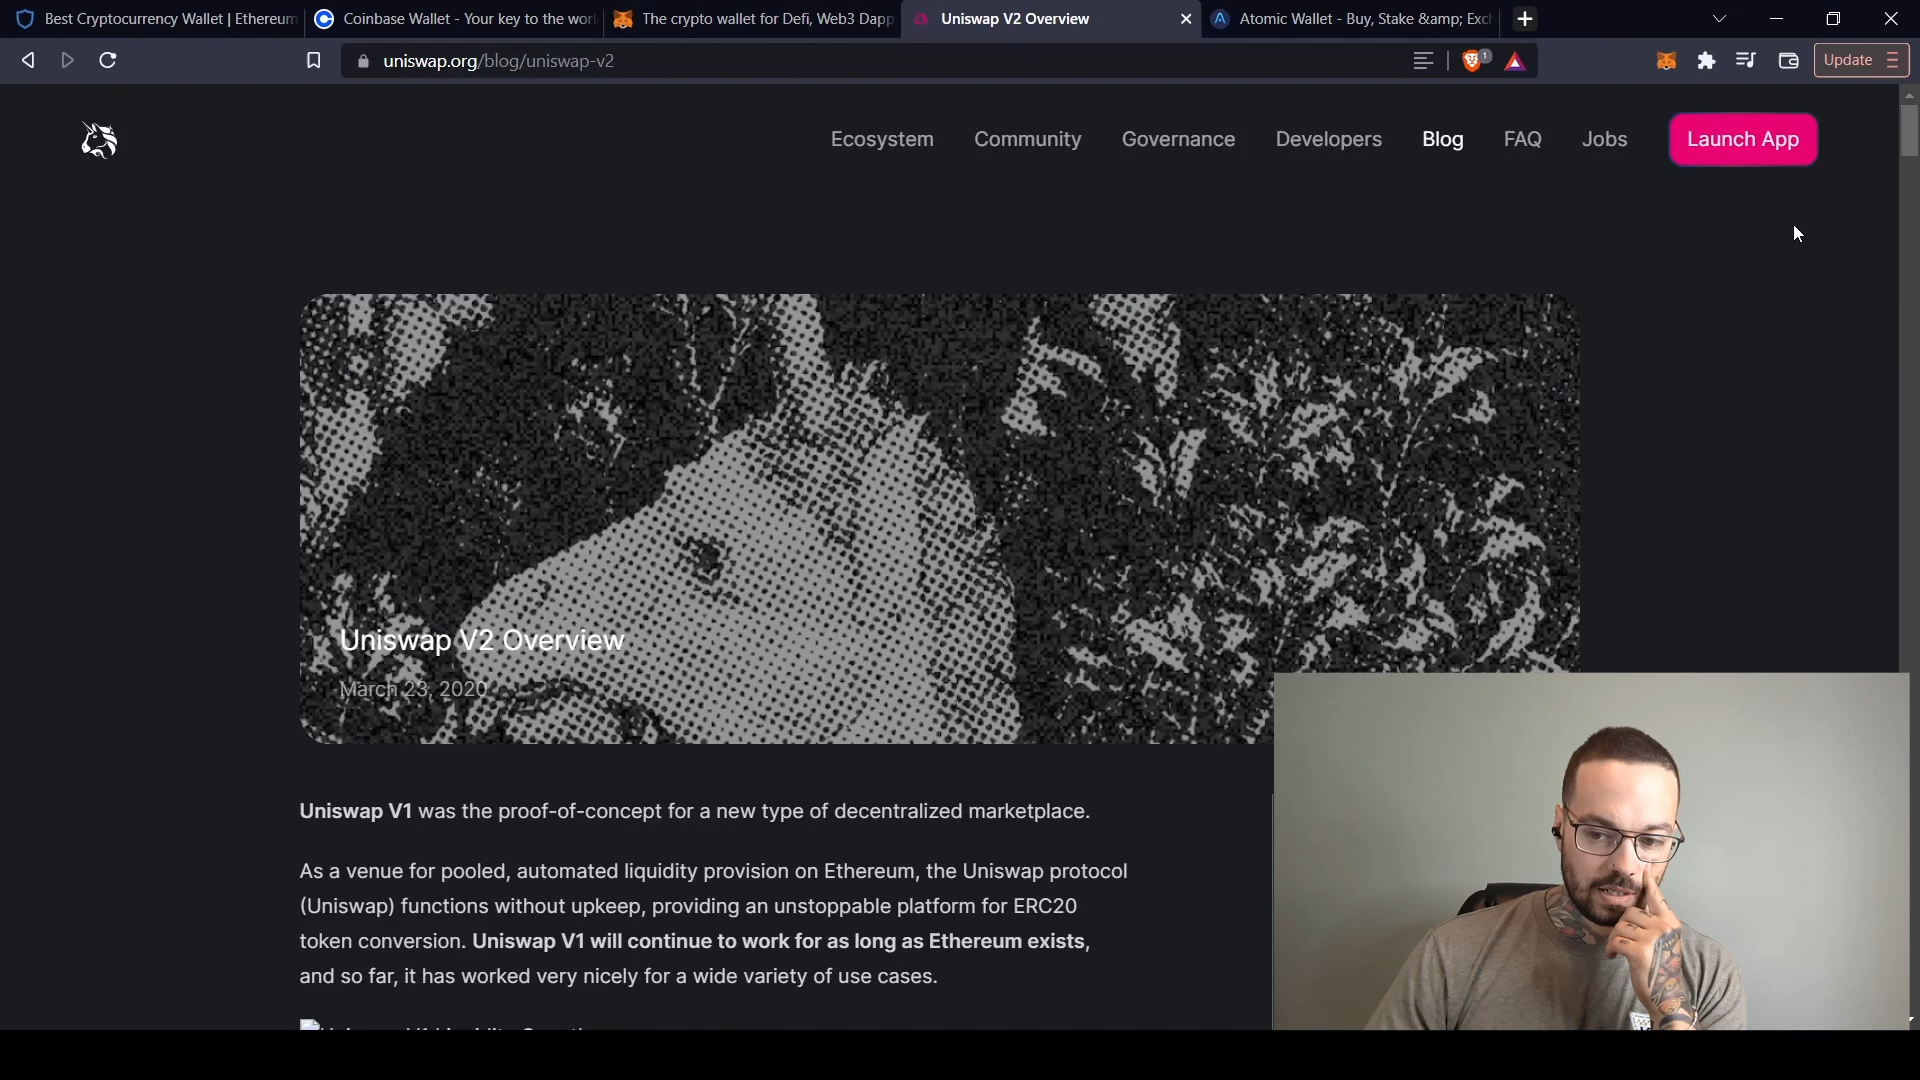 Best Cryptocurrency Wallet | Ethereum
Coinbase Wallet - Your key to the worl
The crypto wallet for Defi, Web3 Dapp
Uniswap V2 Overview
Atomic Wallet - Buy, Stake &amp; Exc
uniswap.org/blog/uniswap-v2
1
Update
Ecosystem
Community
Governance
Developers
Blog
FAQ
Jobs
Launch App
Uniswap V2 Overview
March 23, 2020
Uniswap V1 was the proof-of-concept for a new type of decentralized marketplace.
As a venue for pooled, automated liquidity provision on Ethereum, the Uniswap protocol
(Uniswap) functions without upkeep, providing an unstoppable platform for ERC20
token conversion. Uniswap V1 will continue to work for as long as Ethereum exists,
and so far, it has worked very nicely for a wide variety of use cases.